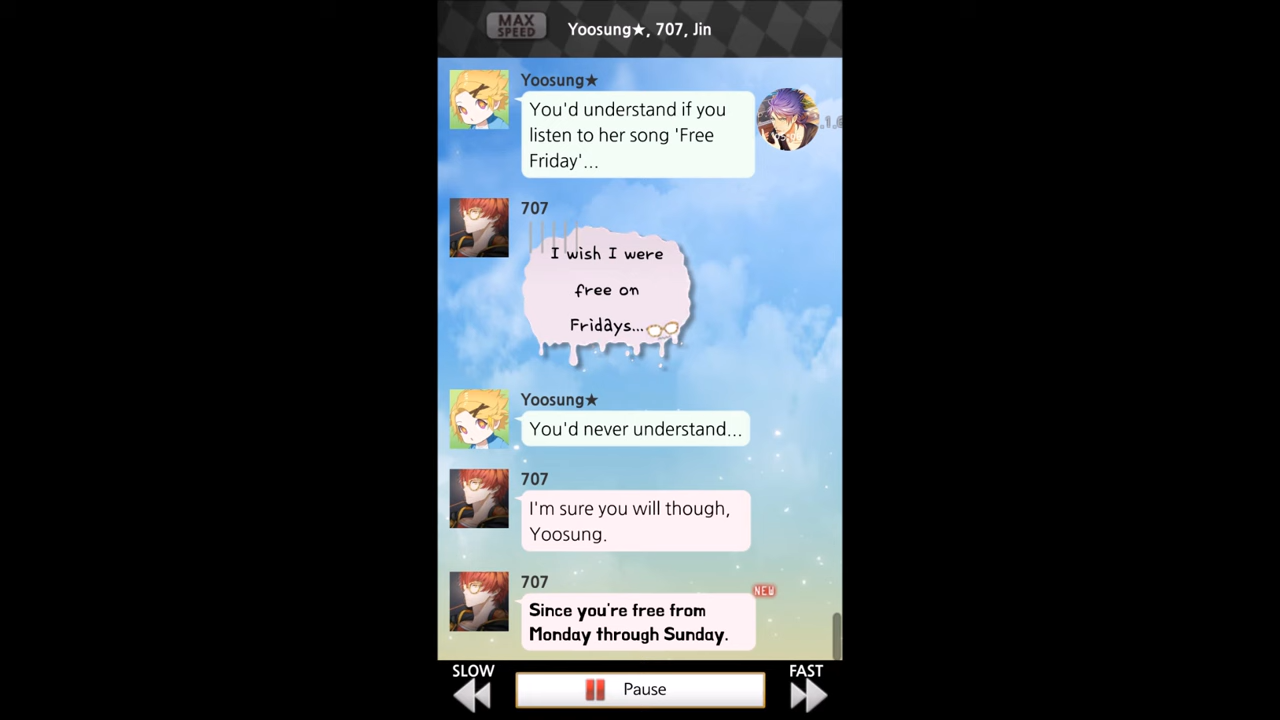 MAX
SPEED
Yoosung★, 707, Jin
Yoosung★
You'd understand if you
listen to her song 'Free
Friday'...
707
I wish I were
free on
Fridays...
Yoosung★
You'd never understand...
707
I'm sure you will though,
Yoosung.
707
NEW
Since you're free from
Monday through Sunday.
SLOW
Pause
FAST